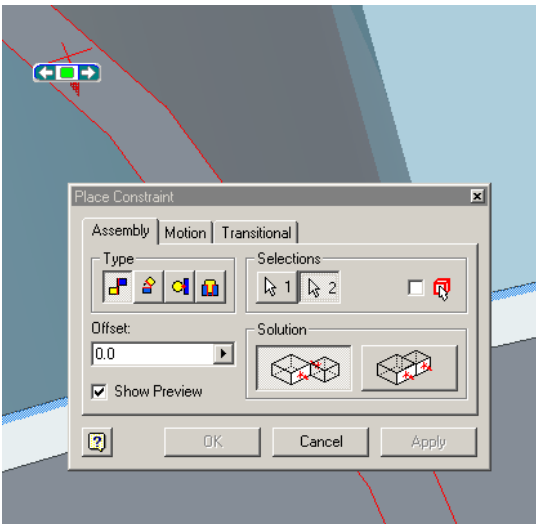 Place Constraint
Assembly Motion Transitional
Type
Selections
1 2
Offset:
Solution
0.0
Show Preview
?
OK Cancel Apply